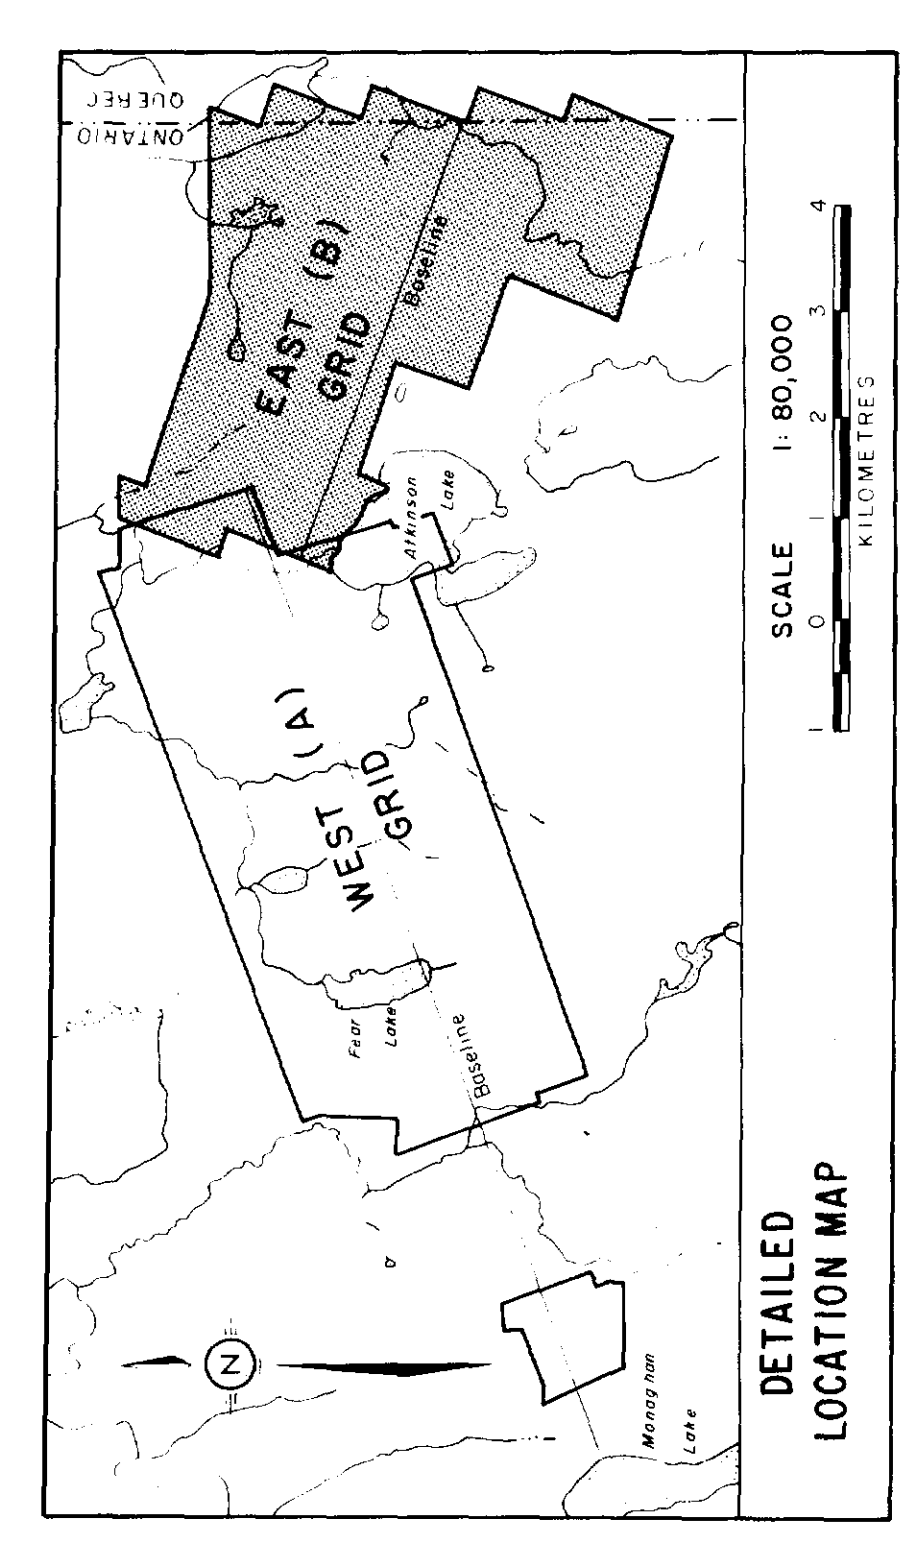 ONTARIO
QUEBEC
EAST (B)
GRID
Baseline
Atkinson
Lake
WEST (A)
GRID
Fear
Lake
Baseline
N
Monaghan
Lake
DETAILED
LOCATION MAP
SCALE 1: 80,000
1 0 1 2 3 4
KILOMETRES